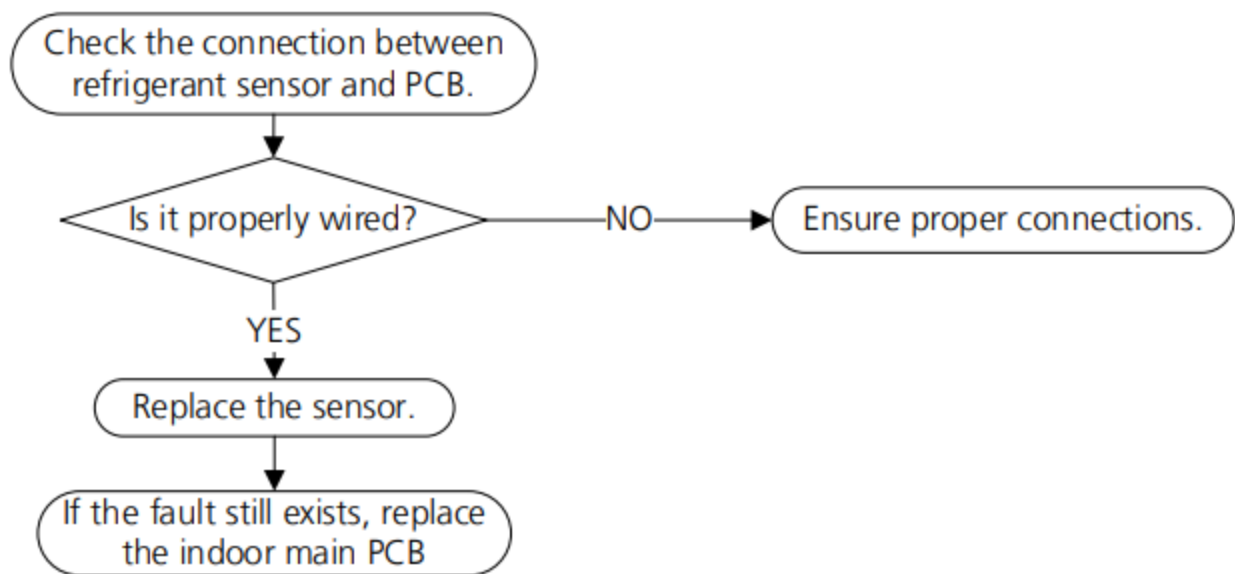 Check the connection between
refrigerant sensor and PCB.
Is it properly wired?
NO
Ensure proper connections.
YES
Replace the sensor.
If the fault still exists, replace
the indoor main PCB